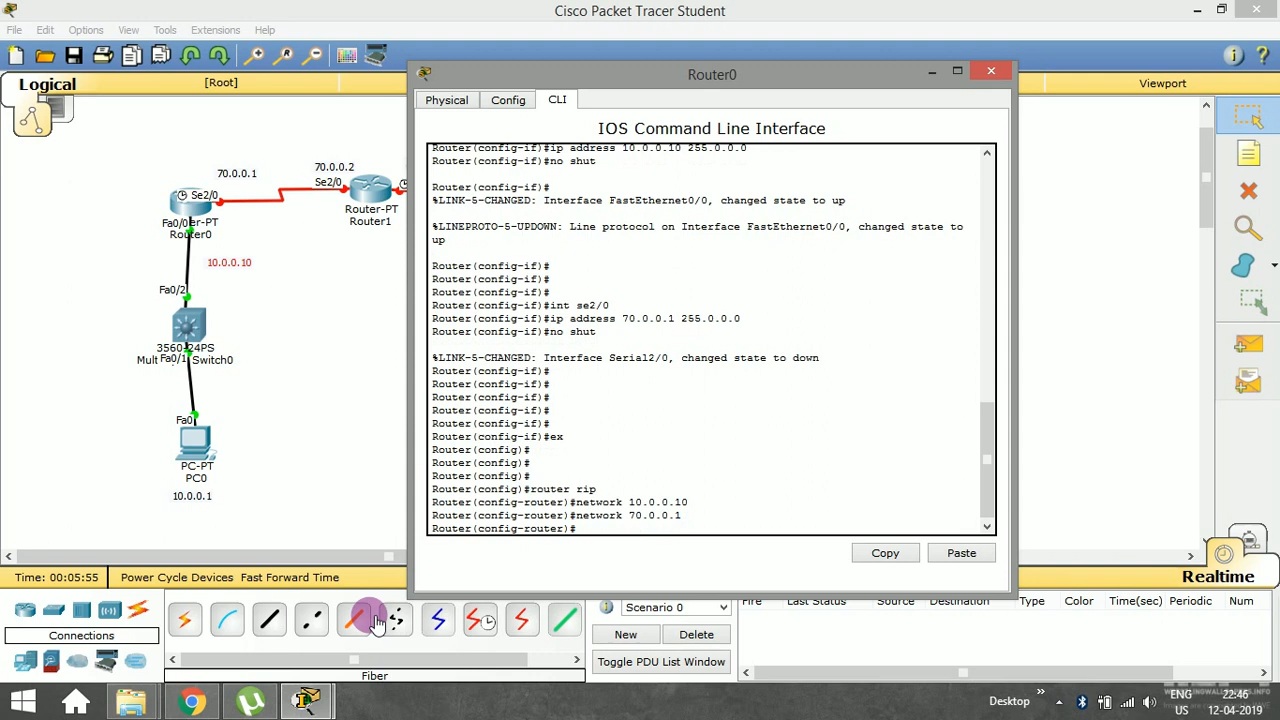 Cisco Packet Tracer Student
File Edit Options View Tools Extensions Help
Logical
[Root]
Viewport
Router0
Physical Config CLI
IOS Command Line Interface
Router(config-if)#ip address 10.0.0.10 255.0.0.0
Router(config-if)#no shut
Router(config-if)#
%LINK-5-CHANGED: Interface FastEthernet0/0, changed state to up
%LINEPROTO-5-UPDOWN: Line protocol on Interface FastEthernet0/0, changed state to
up
Router(config-if)#
Router(config-if)#
Router(config-if)#
Router(config-if)#int se2/0
Router(config-if)#ip address 70.0.0.1 255.0.0.0
Router(config-if)#no shut
%LINK-5-CHANGED: Interface Serial2/0, changed state to down
Router(config-if)#
Router(config-if)#
Router(config-if)#
Router(config-if)#
Router(config-if)#
Router(config-if)#ex
Router(config)#
Router(config)#
Router(config)#
Router(config)#router rip
Router(config-router)#network 10.0.0.10
Router(config-router)#network 70.0.0.1
Router(config-router)#
Copy Paste
70.0.0.1
70.0.0.2
Se2/0
Se2/0
Router-PT
Router1
Fa0/0
er-PT
Router0
10.0.0.10
Fa0/2
3560-24PS
Mult Switch0
Fa0/1
Fa0
PC-PT
PC0
10.0.0.1
Time: 00:05:55 Power Cycle Devices Fast Forward Time
Realtime
Connections
Fiber
Scenario 0
New Delete
Toggle PDU List Window
Fire Last Status Source Destination Type Color Time(sec) Periodic Num
Desktop
ENG
US
22:46
12-04-2019